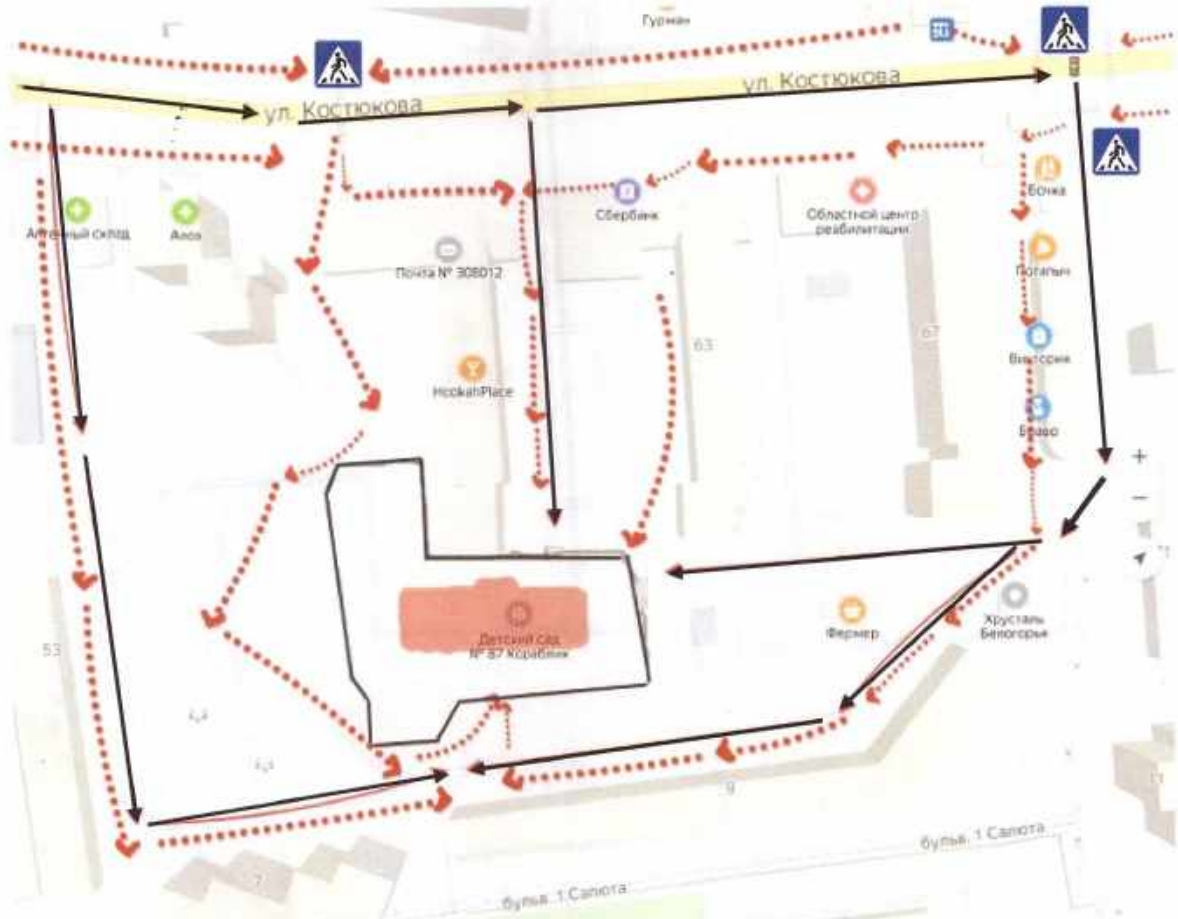 Гурман
ул. Костюкова
ул. Костюкова
Аптечный склад
Алоэ
Сбербанк
Областной центр
реабилитации
Бочка
Почта № 308012
Потапыч
63
67
Виктория
HookahPlace
Браво
+
−
Детский сад
№ 87 Кораблик
Фермер
Хрусталь
Белогорья
53
9
11
7
бульв. 1 Салюта
бульв. 1 Салюта